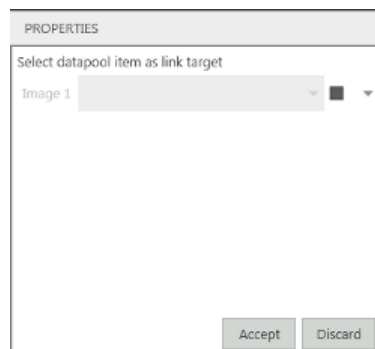 PROPERTIES
Select datapool item as link target
Image 1
Accept Discard